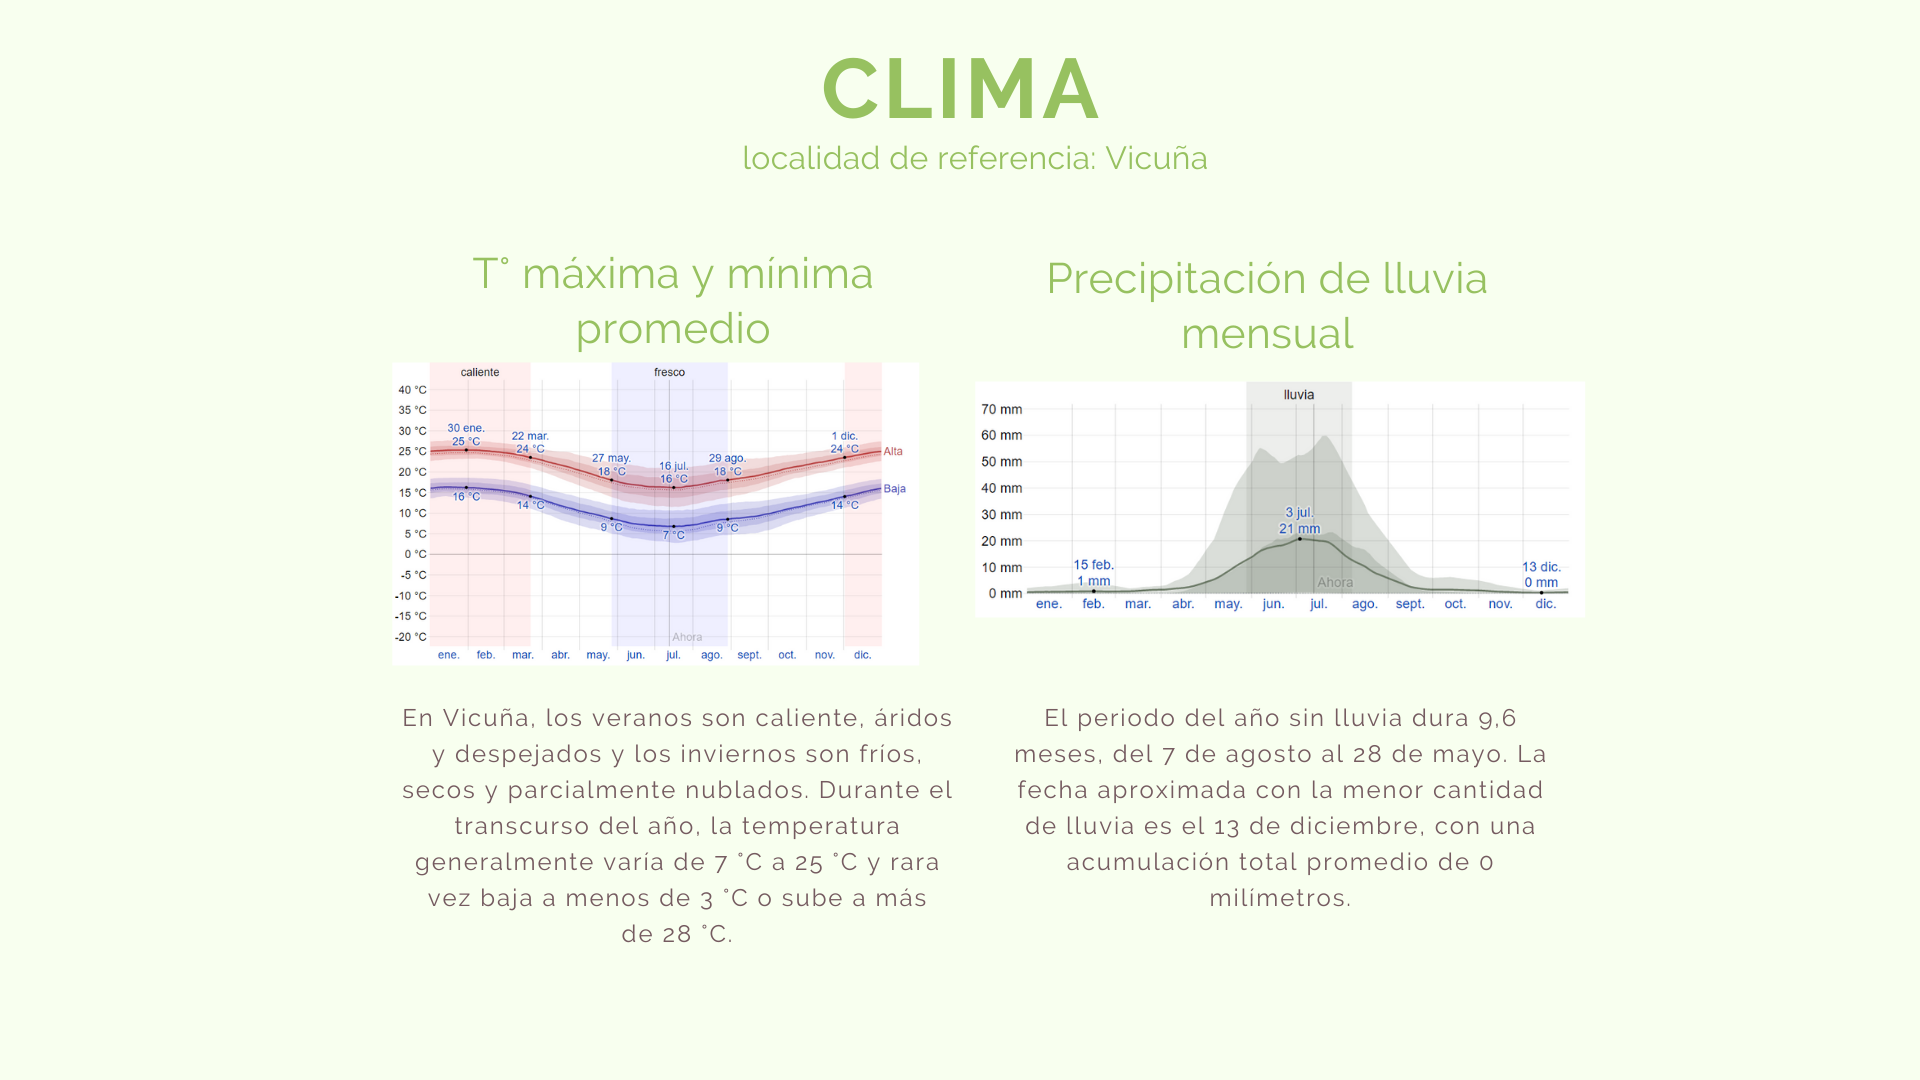 CLIMA
localidad de referencia: Vicuña
T° máxima y mínima
promedio
caliente
fresco
40 °C
35 °C
30 °C
25 °C
20 °C
15 °C
10 °C
5 °C
0 °C
-5 °C
-10 °C
-15 °C
-20 °C
30 ene.
25 °C
22 mar.
24 °C
27 may.
18 °C
16 jul.
16 °C
29 ago.
18 °C
1 dic.
24 °C
Alta
16 °C
14 °C
9 °C
7 °C
9 °C
14 °C
Baja
Ahora
ene. feb. mar. abr. may. jun. jul. ago. sept. oct. nov. dic.
En Vicuña, los veranos son caliente, áridos
y despejados y los inviernos son fríos,
secos y parcialmente nublados. Durante el
transcurso del año, la temperatura
generalmente varía de 7 °C a 25 °C y rara
vez baja a menos de 3 °C o sube a más
de 28 °C.
Precipitación de lluvia
mensual
lluvia
70 mm
60 mm
50 mm
40 mm
30 mm
20 mm
10 mm
0 mm
15 feb.
1 mm
3 jul.
21 mm
13 dic.
0 mm
Ahora
ene. feb. mar. abr. may. jun. jul. ago. sept. oct. nov. dic.
El periodo del año sin lluvia dura 9,6
meses, del 7 de agosto al 28 de mayo. La
fecha aproximada con la menor cantidad
de lluvia es el 13 de diciembre, con una
acumulación total promedio de 0
milímetros.